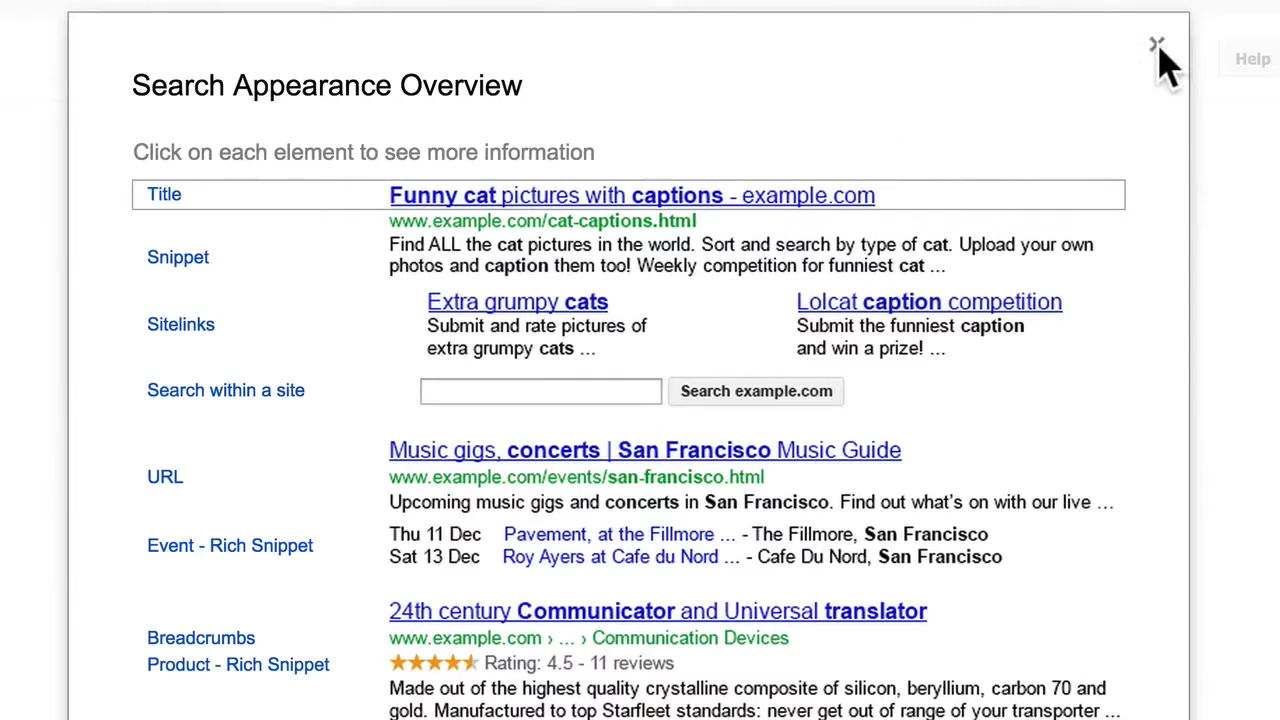 Help
Search Appearance Overview
Click on each element to see more information
Title
Funny cat pictures with captions - example.com
www.example.com/cat-captions.html
Snippet
Find ALL the cat pictures in the world. Sort and search by type of cat. Upload your own
photos and caption them too! Weekly competition for funniest cat ...
Sitelinks
Extra grumpy cats
Submit and rate pictures of
extra grumpy cats ...
Lolcat caption competition
Submit the funniest caption
and win a prize! ...
Search within a site
Search example.com
Music gigs, concerts | San Francisco Music Guide
URL
www.example.com/events/san-francisco.html
Upcoming music gigs and concerts in San Francisco. Find out what's on with our live ...
Event - Rich Snippet
Thu 11 Dec Pavement, at the Fillmore ... - The Fillmore, San Francisco
Sat 13 Dec Roy Ayers at Cafe du Nord ... - Cafe Du Nord, San Francisco
24th century Communicator and Universal translator
Breadcrumbs
www.example.com › ... › Communication Devices
Product - Rich Snippet
Rating: 4.5 - 11 reviews
Made out of the highest quality crystalline composite of silicon, beryllium, carbon 70 and
gold. Manufactured to top Starfleet standards: never get out of range of your transporter ...